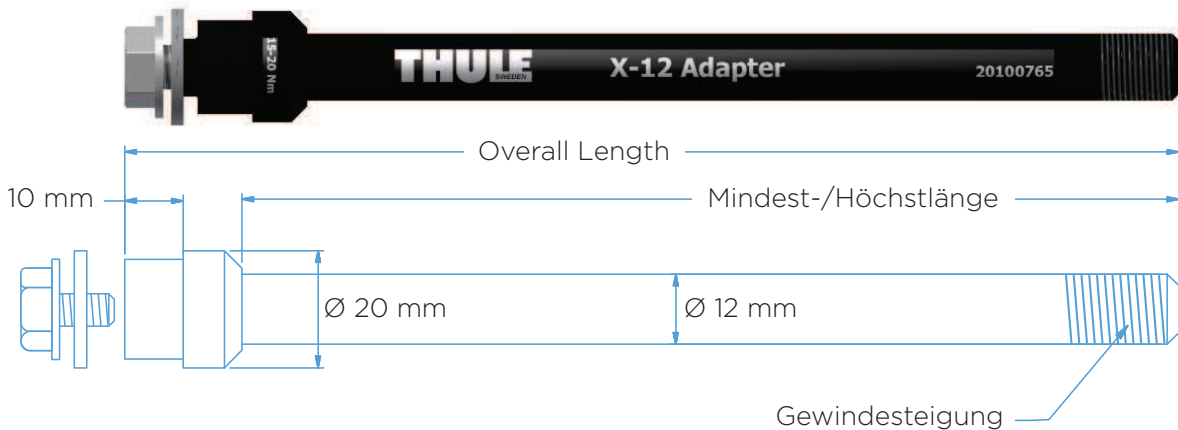 15-20 Nm
THULE
SWEDEN
X-12 Adapter
20100765
Overall Length
10 mm
Mindest-/Höchstlänge
Ø 20 mm
Ø 12 mm
Gewindesteigung